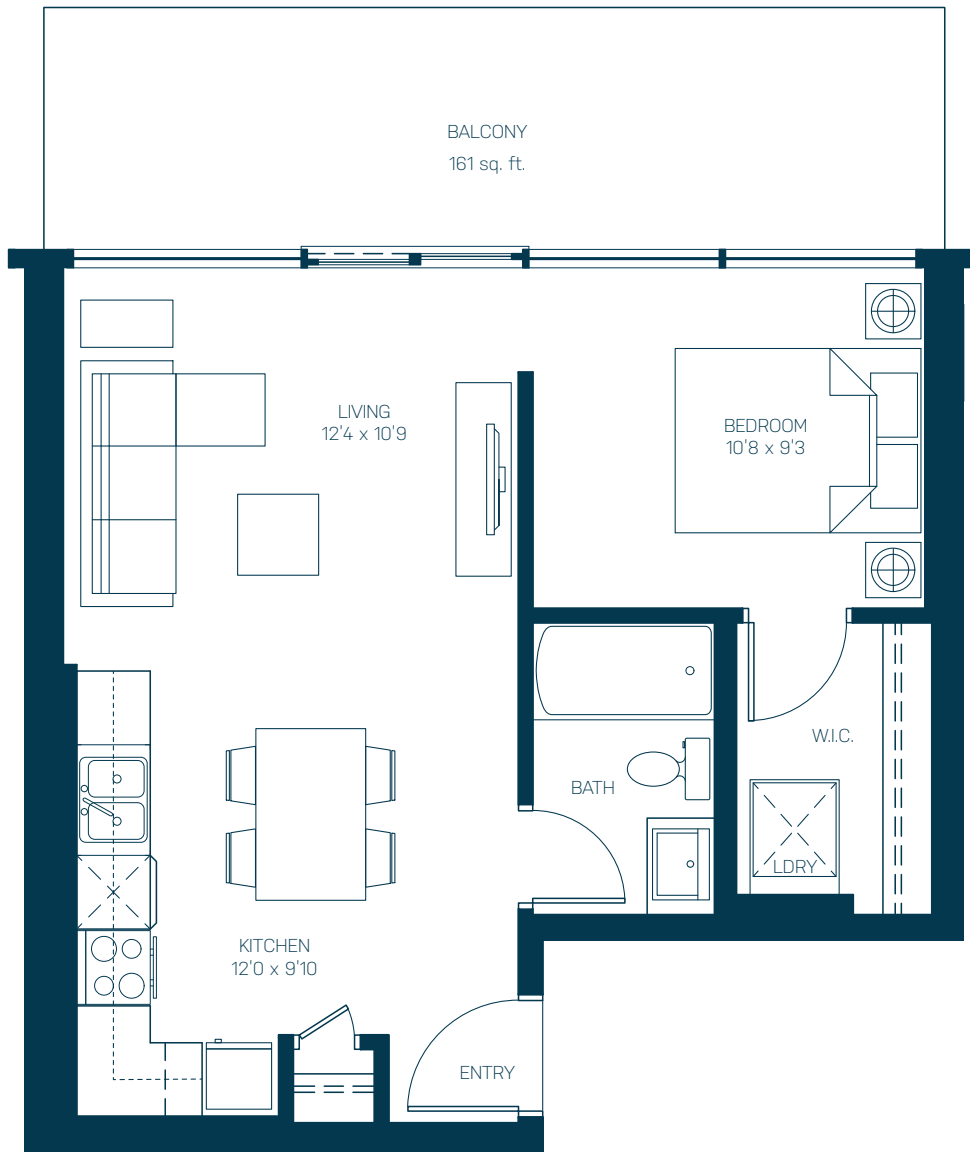 BALCONY
161 sq. ft.
LIVING
12'4 x 10'9
BEDROOM
10'8 x 9'3
W.I.C.
BATH
LDRY
KITCHEN
12'0 x 9'10
ENTRY